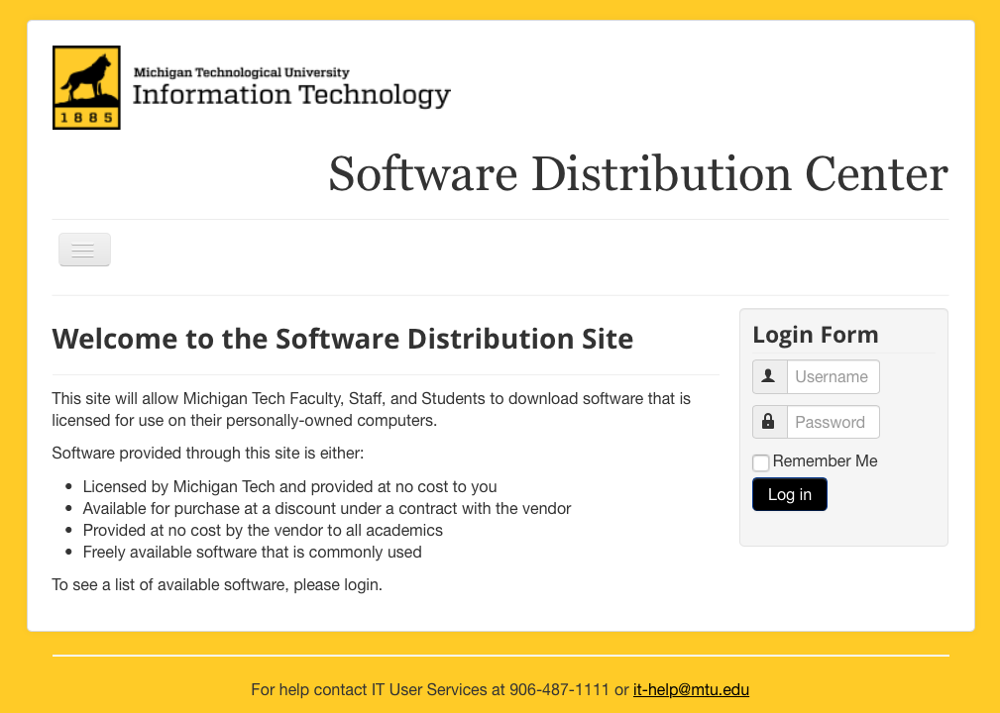 1885
Michigan Technological University
Information Technology
Software Distribution Center
Welcome to the Software Distribution Site
This site will allow Michigan Tech Faculty, Staff, and Students to download software that is
licensed for use on their personally-owned computers.
Software provided through this site is either:
• Licensed by Michigan Tech and provided at no cost to you
• Available for purchase at a discount under a contract with the vendor
• Provided at no cost by the vendor to all academics
• Freely available software that is commonly used
To see a list of available software, please login.
Login Form
Username
Password
Remember Me
Log in
For help contact IT User Services at 906-487-1111 or it-help@mtu.edu